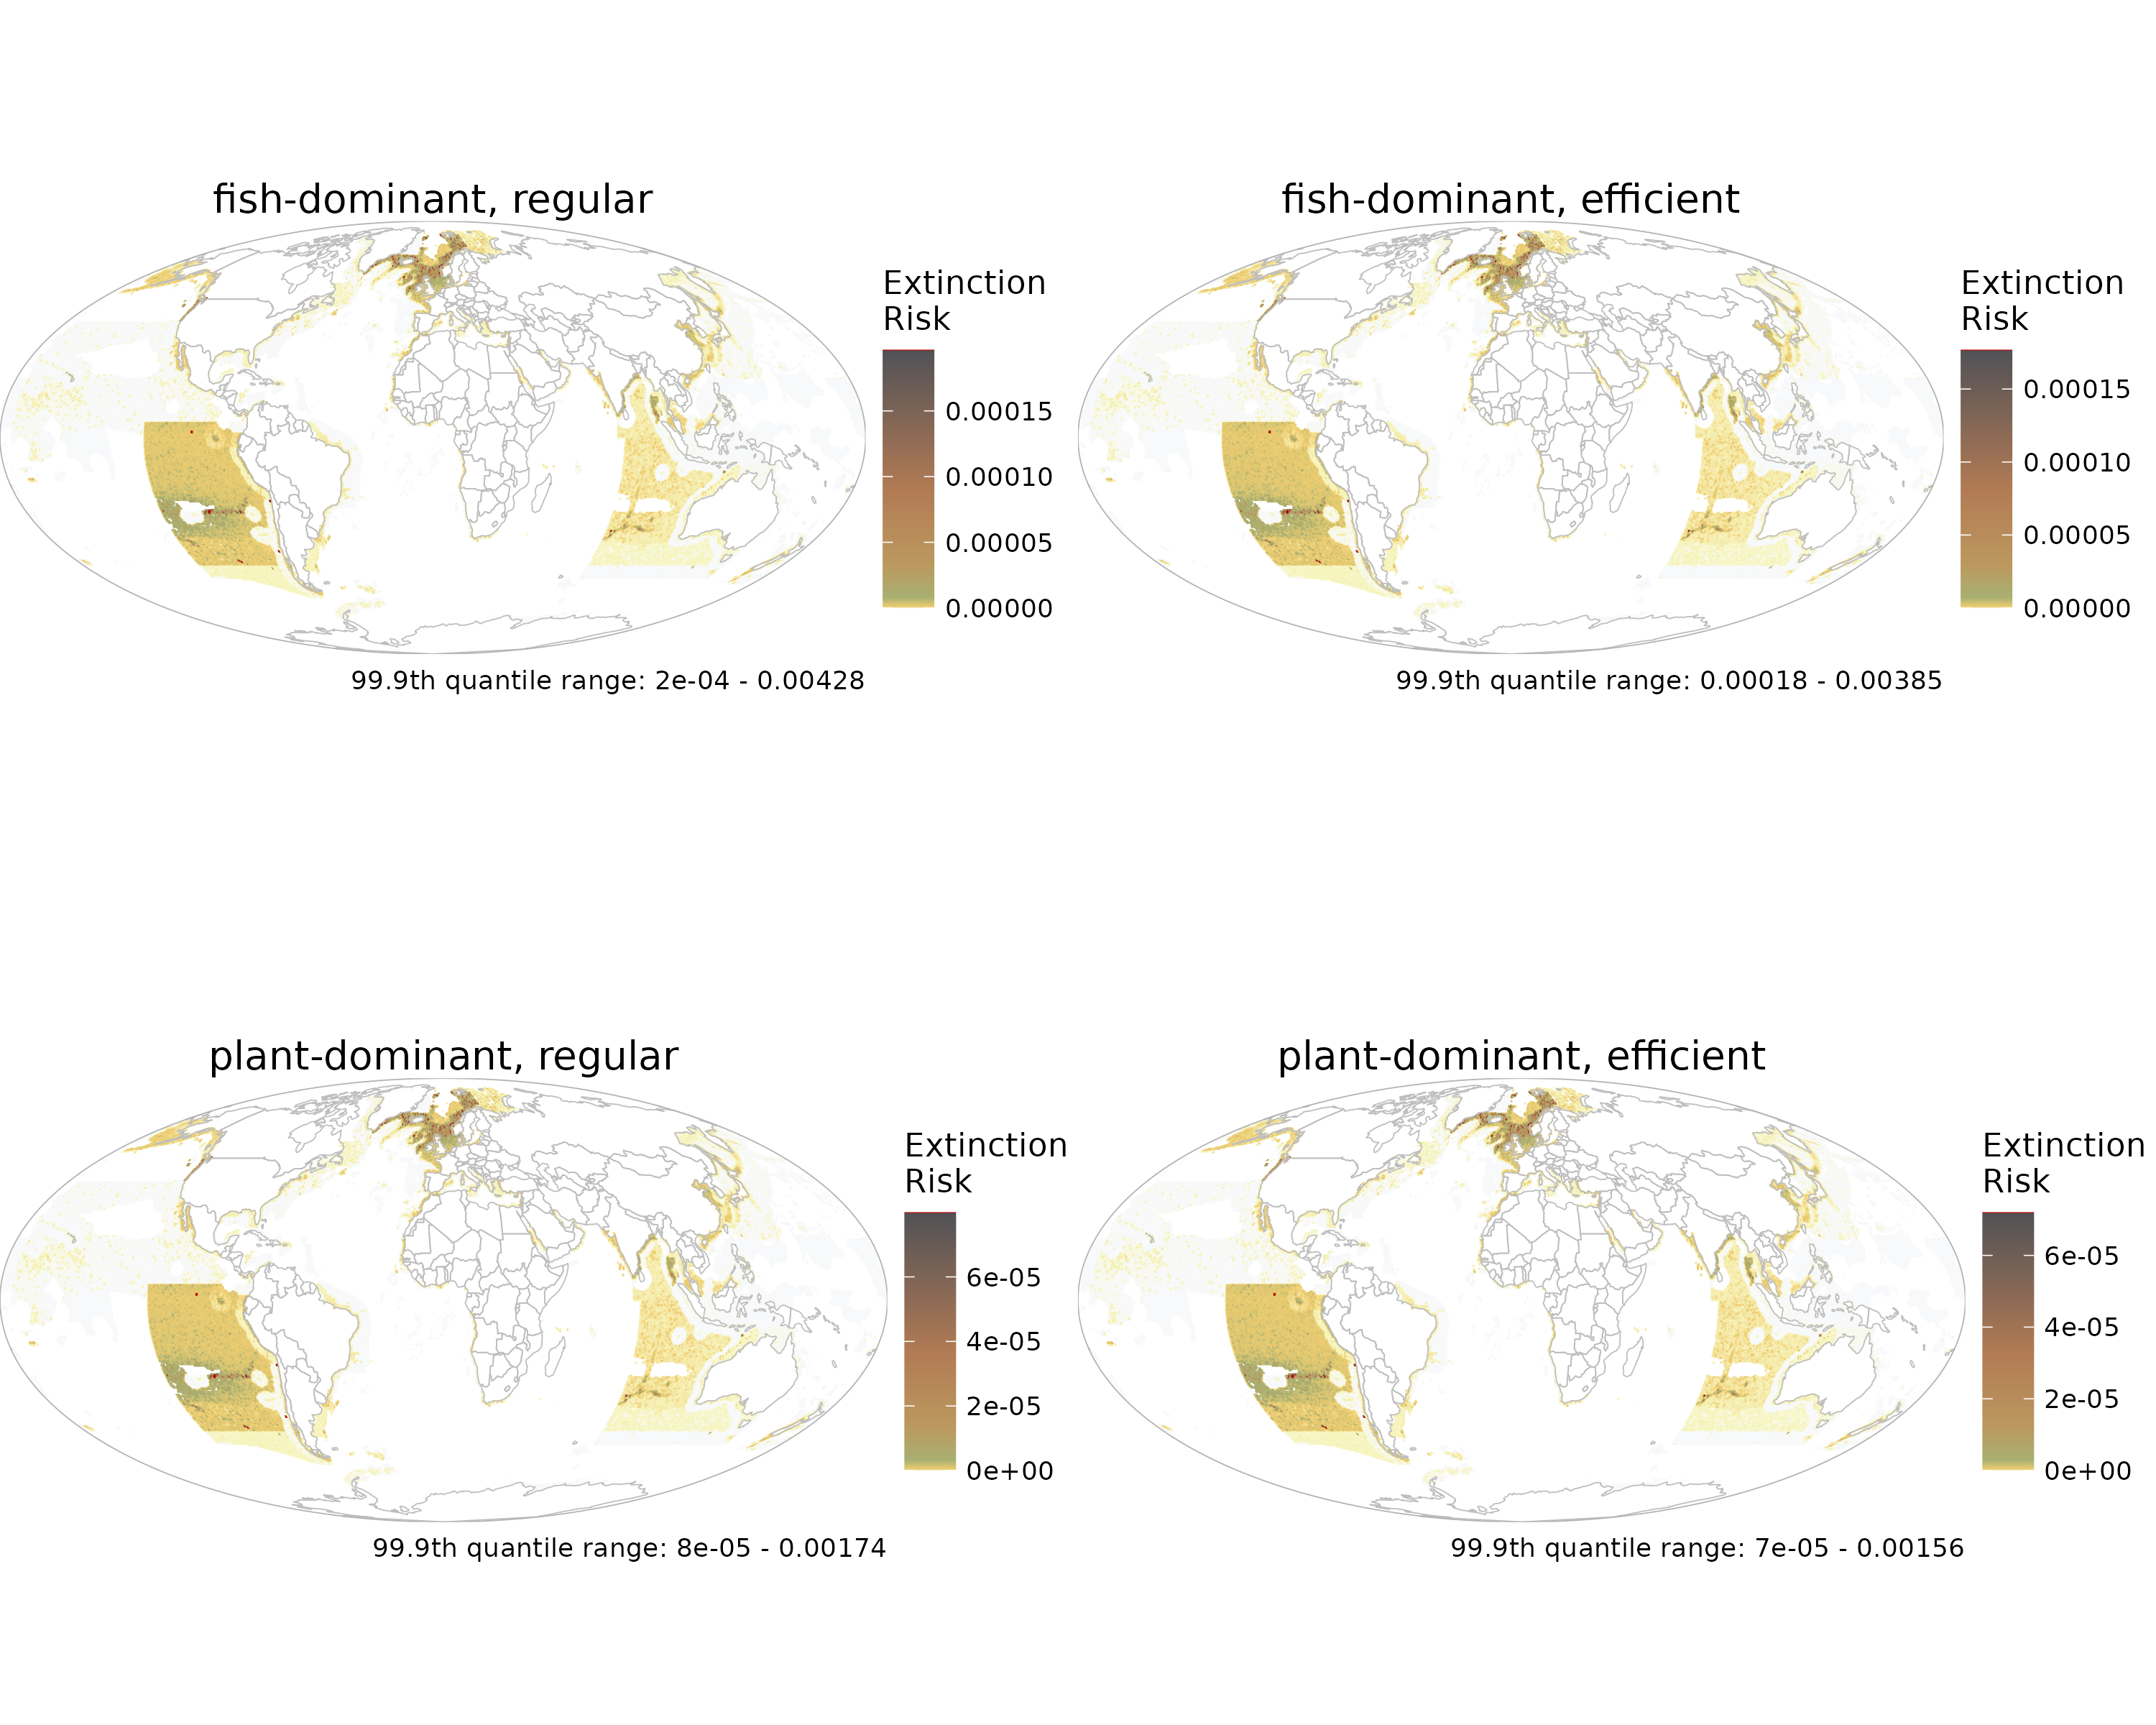 fish-dominant, regular
Extinction
Risk
0.00015
0.00010
0.00005
0.00000
99.9th quantile range: 2e-04 - 0.00428
fish-dominant, efficient
Extinction
Risk
0.00015
0.00010
0.00005
0.00000
99.9th quantile range: 0.00018 - 0.00385
plant-dominant, regular
Extinction
Risk
6e-05
4e-05
2e-05
0e+00
99.9th quantile range: 8e-05 - 0.00174
plant-dominant, efficient
Extinction
Risk
6e-05
4e-05
2e-05
0e+00
99.9th quantile range: 7e-05 - 0.00156